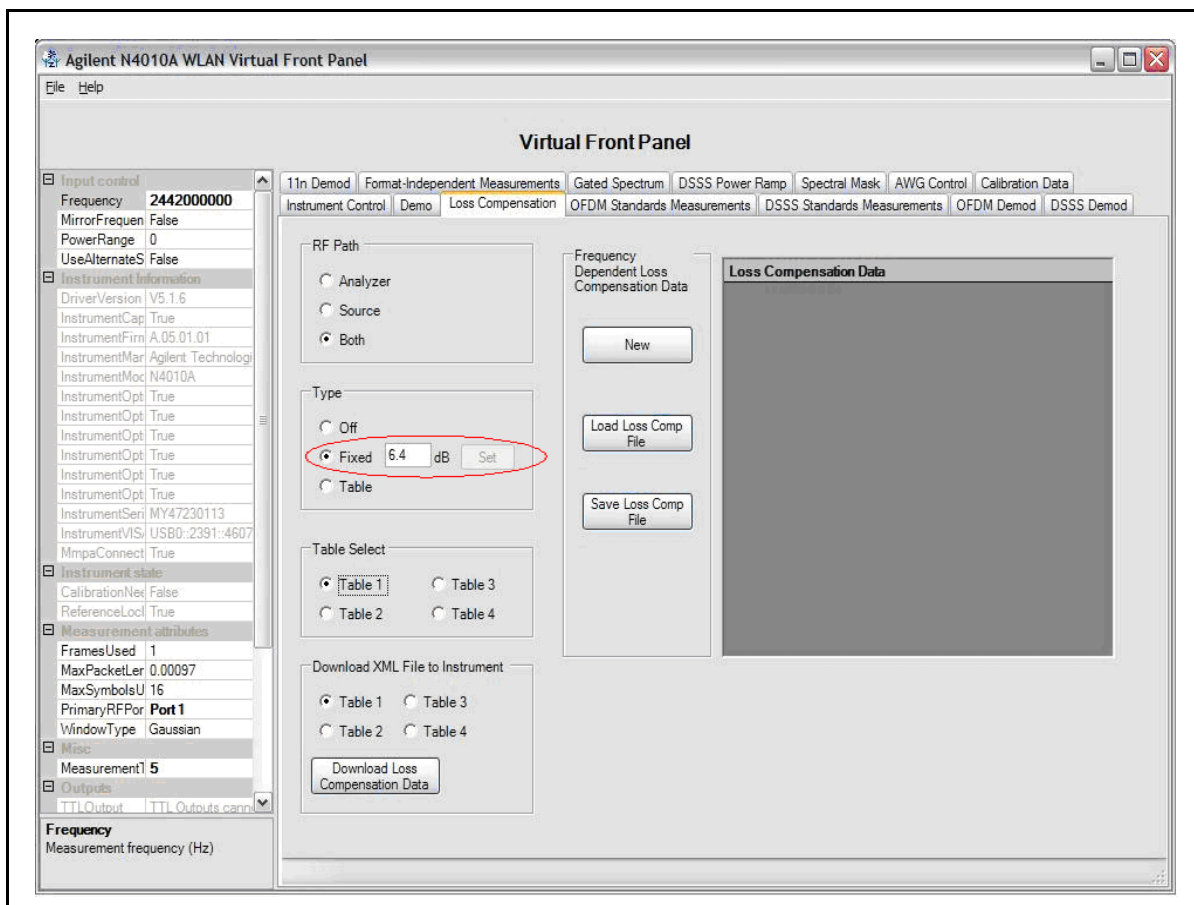 Agilent N4010A WLAN Virtual Front Panel
File Help
Virtual Front Panel
Input control
Frequency 2442000000
MirrorFrequen False
PowerRange 0
UseAlternateS False
Instrument Information
DriverVersion V5.1.6
InstrumentCap True
InstrumentFirn A.05.01.01
InstrumentMar Agilent Technologi
InstrumentMoc N4010A
InstrumentOpt True
InstrumentOpt True
InstrumentOpt True
InstrumentOpt True
InstrumentOpt True
InstrumentOpt True
InstrumentSeri MY47230113
InstrumentVIS USB0::2391::4607
MmpaConnect True
Instrument state
CalibrationNee False
ReferenceLocl True
Measurement attributes
FramesUsed 1
MaxPacketLer 0.00097
MaxSymbolsU 16
PrimaryRFPor Port 1
WindowType Gaussian
Misc
MeasurementT 5
Outputs
TTLOutput TTL Outputs cann
Frequency
Measurement frequency (Hz)
11n Demod Format-Independent Measurements Gated Spectrum DSSS Power Ramp Spectral Mask AWG Control Calibration Data
Instrument Control Demo Loss Compensation OFDM Standards Measurements DSSS Standards Measurements OFDM Demod DSSS Demod
RF Path
Analyzer
Source
Both
Type
Off
Fixed 6.4 dB Set
Table
Table Select
Table 1 Table 3
Table 2 Table 4
Download XML File to Instrument
Table 1 Table 3
Table 2 Table 4
Download Loss
Compensation Data
Frequency
Dependent Loss
Compensation Data
New
Load Loss Comp
File
Save Loss Comp
File
Loss Compensation Data